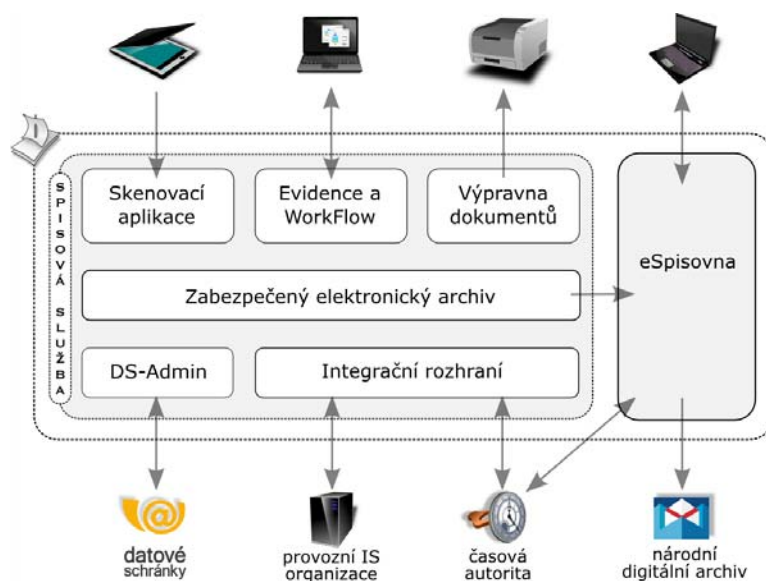 SPISOVÁ SLUŽBA
Skenovací
aplikace
Evidence a
WorkFlow
Výpravna
dokumentů
eSpisovna
Zabezpečený elektronický archiv
DS-Admin
Integrační rozhraní
datové
schránky
provozní IS
organizace
časová
autorita
národní
digitální archiv